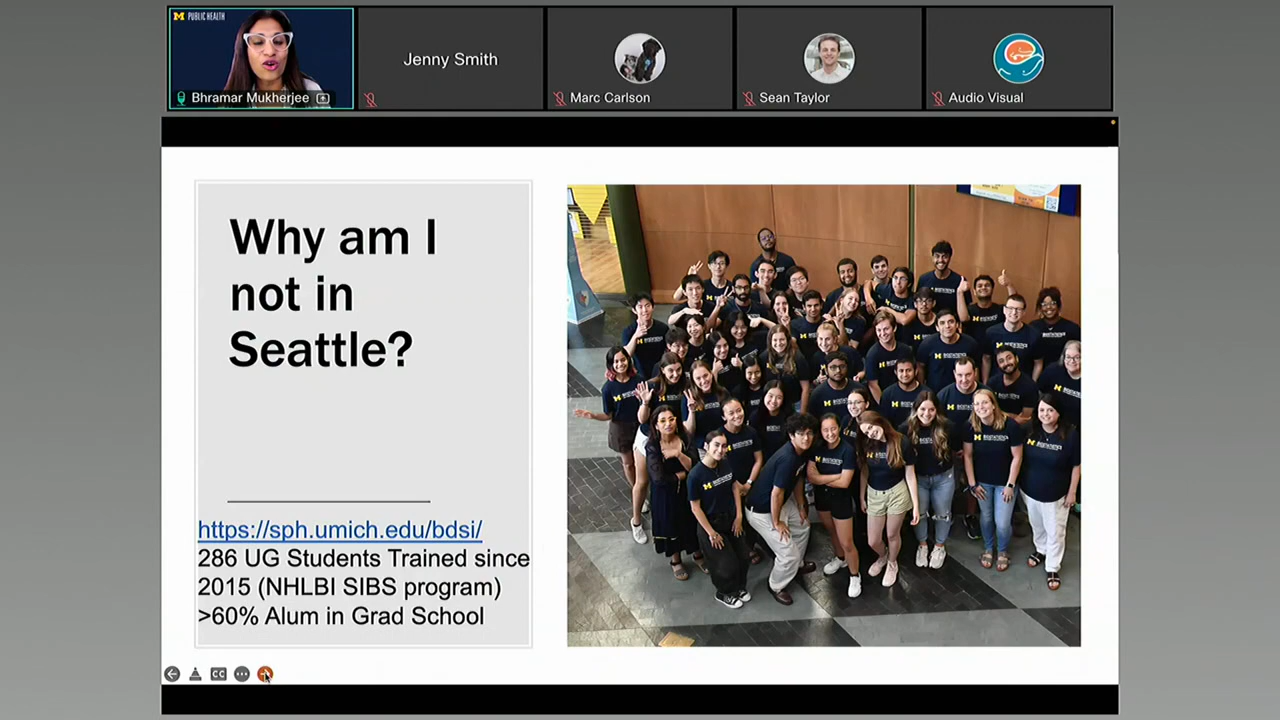 M PUBLIC HEALTH
Bhramar Mukherjee
Jenny Smith
Marc Carlson
Sean Taylor
Audio Visual
Why am I
not in
Seattle?
https://sph.umich.edu/bdsi/
286 UG Students Trained since
2015 (NHLBI SIBS program)
>60% Alum in Grad School
CC